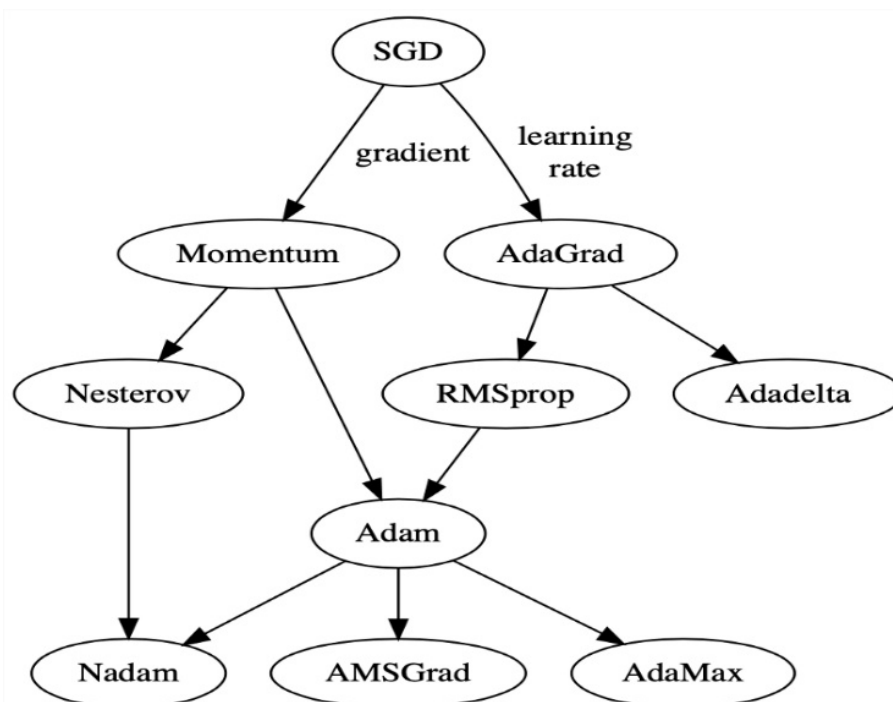 SGD
gradient
learning
rate
Momentum
AdaGrad
Nesterov
RMSprop
Adadelta
Adam
Nadam
AMSGrad
AdaMax